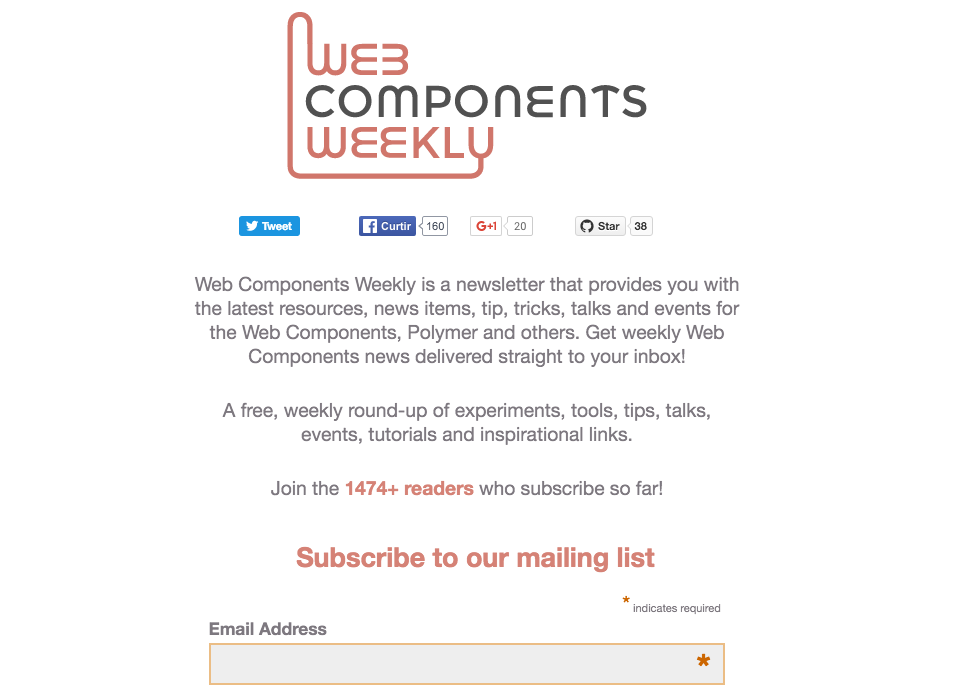 WEB
COMPONENTS
WEEKLY
Tweet
Curtir 160
G+1 20
Star 38
Web Components Weekly is a newsletter that provides you with
the latest resources, news items, tip, tricks, talks and events for
the Web Components, Polymer and others. Get weekly Web
Components news delivered straight to your inbox!
A free, weekly round-up of experiments, tools, tips, talks,
events, tutorials and inspirational links.
Join the 1474+ readers who subscribe so far!
Subscribe to our mailing list
* indicates required
Email Address
*